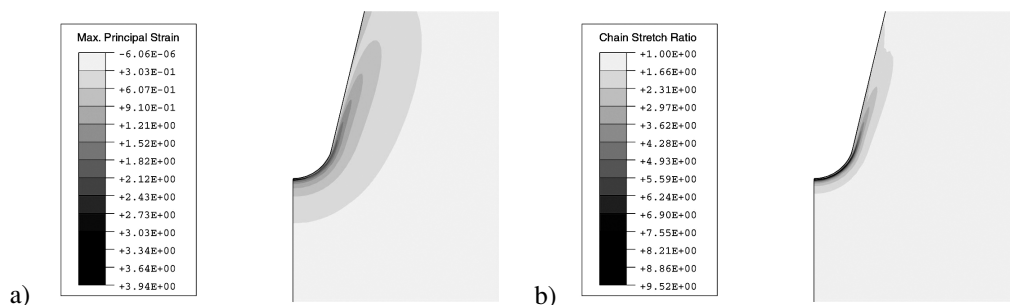 Max. Principal Strain
-6.06E-06
+3.03E-01
+6.07E-01
+9.10E-01
+1.21E+00
+1.52E+00
+1.82E+00
+2.12E+00
+2.43E+00
+2.73E+00
+3.03E+00
+3.34E+00
+3.64E+00
+3.94E+00
a)
Chain Stretch Ratio
+1.00E+00
+1.66E+00
+2.31E+00
+2.97E+00
+3.62E+00
+4.28E+00
+4.93E+00
+5.59E+00
+6.24E+00
+6.90E+00
+7.55E+00
+8.21E+00
+8.86E+00
+9.52E+00
b)